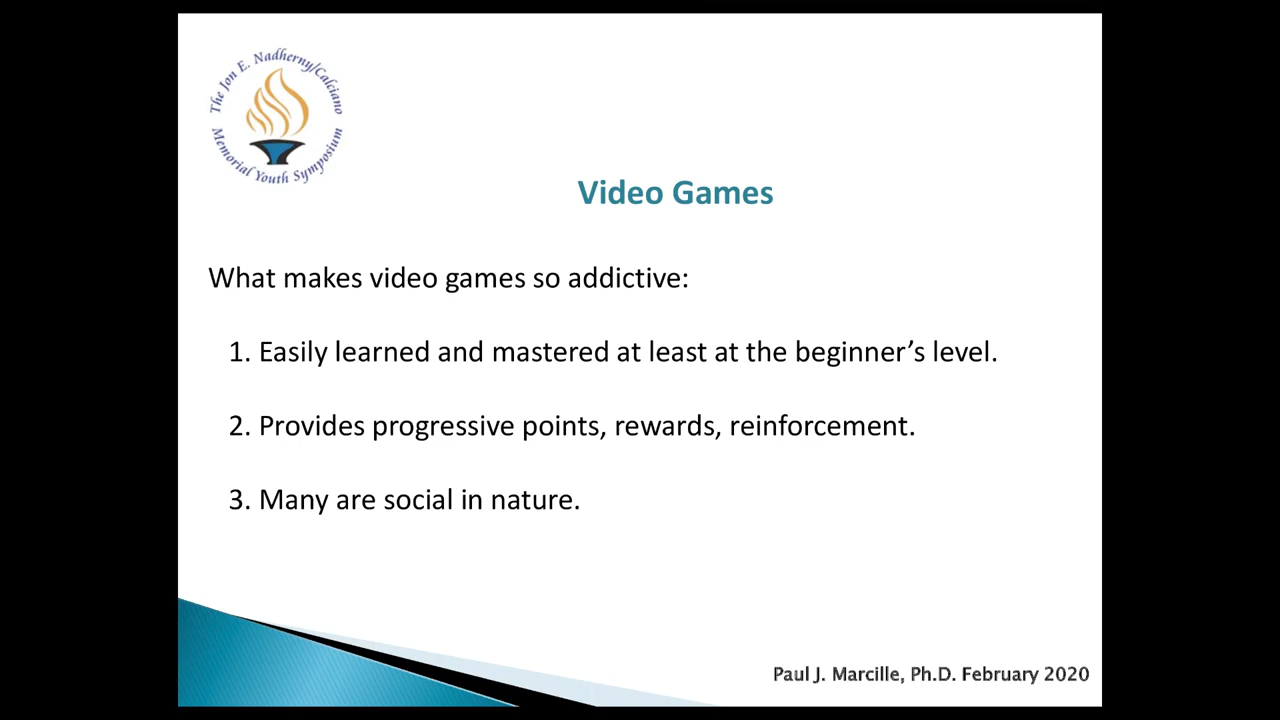 The Jon E. Nadherny/Calciano
Memorial Youth Symposium
Video Games
What makes video games so addictive:
1. Easily learned and mastered at least at the beginner’s level.
2. Provides progressive points, rewards, reinforcement.
3. Many are social in nature.
Paul J. Marcille, Ph.D. February 2020